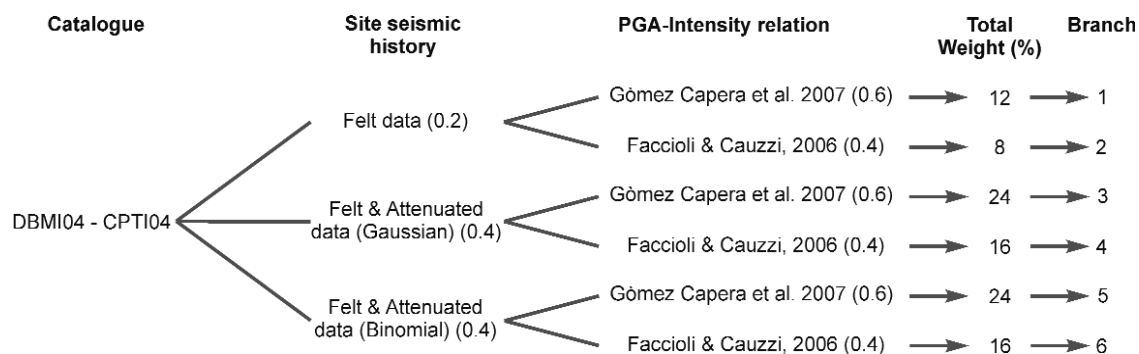 Catalogue
Site seismic
history
PGA-Intensity relation
Total
Weight (%)
Branch
DBMI04 - CPTI04
Felt data (0.2)
Gòmez Capera et al. 2007 (0.6)
12
1
Faccioli & Cauzzi, 2006 (0.4)
8
2
Felt & Attenuated
data (Gaussian) (0.4)
Gòmez Capera et al. 2007 (0.6)
24
3
Faccioli & Cauzzi, 2006 (0.4)
16
4
Felt & Attenuated
data (Binomial) (0.4)
Gòmez Capera et al. 2007 (0.6)
24
5
Faccioli & Cauzzi, 2006 (0.4)
16
6